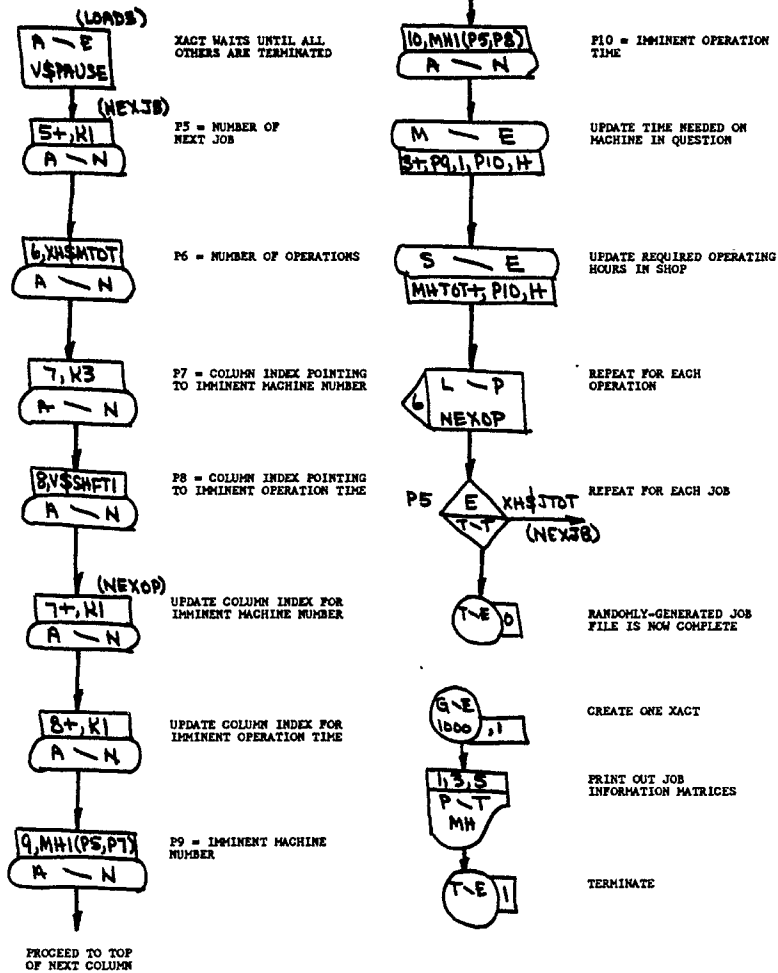 (LOADB)
A E
V$PAUSE
XACT WAITS UNTIL ALL
OTHERS ARE TERMINATED
(NEXJB)
5+,K1
A N
P5 = NUMBER OF
NEXT JOB
6,XH$MTOT
A N
P6 = NUMBER OF OPERATIONS
7,K3
A N
P7 = COLUMN INDEX POINTING
TO IMMINENT MACHINE NUMBER
8,V$SHFT1
A N
P8 = COLUMN INDEX POINTING
TO IMMINENT OPERATION TIME
(NEXOP)
7+,K1
A N
UPDATE COLUMN INDEX FOR
IMMINENT MACHINE NUMBER
8+,K1
A N
UPDATE COLUMN INDEX FOR
IMMINENT OPERATION TIME
9,MH1(P5,P7)
A N
P9 = IMMINENT MACHINE
NUMBER
PROCEED TO TOP
OF NEXT COLUMN
10,MH1(P5,P8)
A N
P10 = IMMINENT OPERATION
TIME
M E
3+,P9,1,P10,H
UPDATE TIME NEEDED ON
MACHINE IN QUESTION
S E
MHTOT+,P10,H
UPDATE REQUIRED OPERATING
HOURS IN SHOP
6
L P
NEXOP
REPEAT FOR EACH
OPERATION
P5
E
T T
XH$JTOT
(NEXJB)
REPEAT FOR EACH JOB
T E 0
RANDOMLY-GENERATED JOB
FILE IS NOW COMPLETE
G E
1000 ,1
CREATE ONE XACT
1,3,5
P T
MH
PRINT OUT JOB
INFORMATION MATRICES
T E 1
TERMINATE